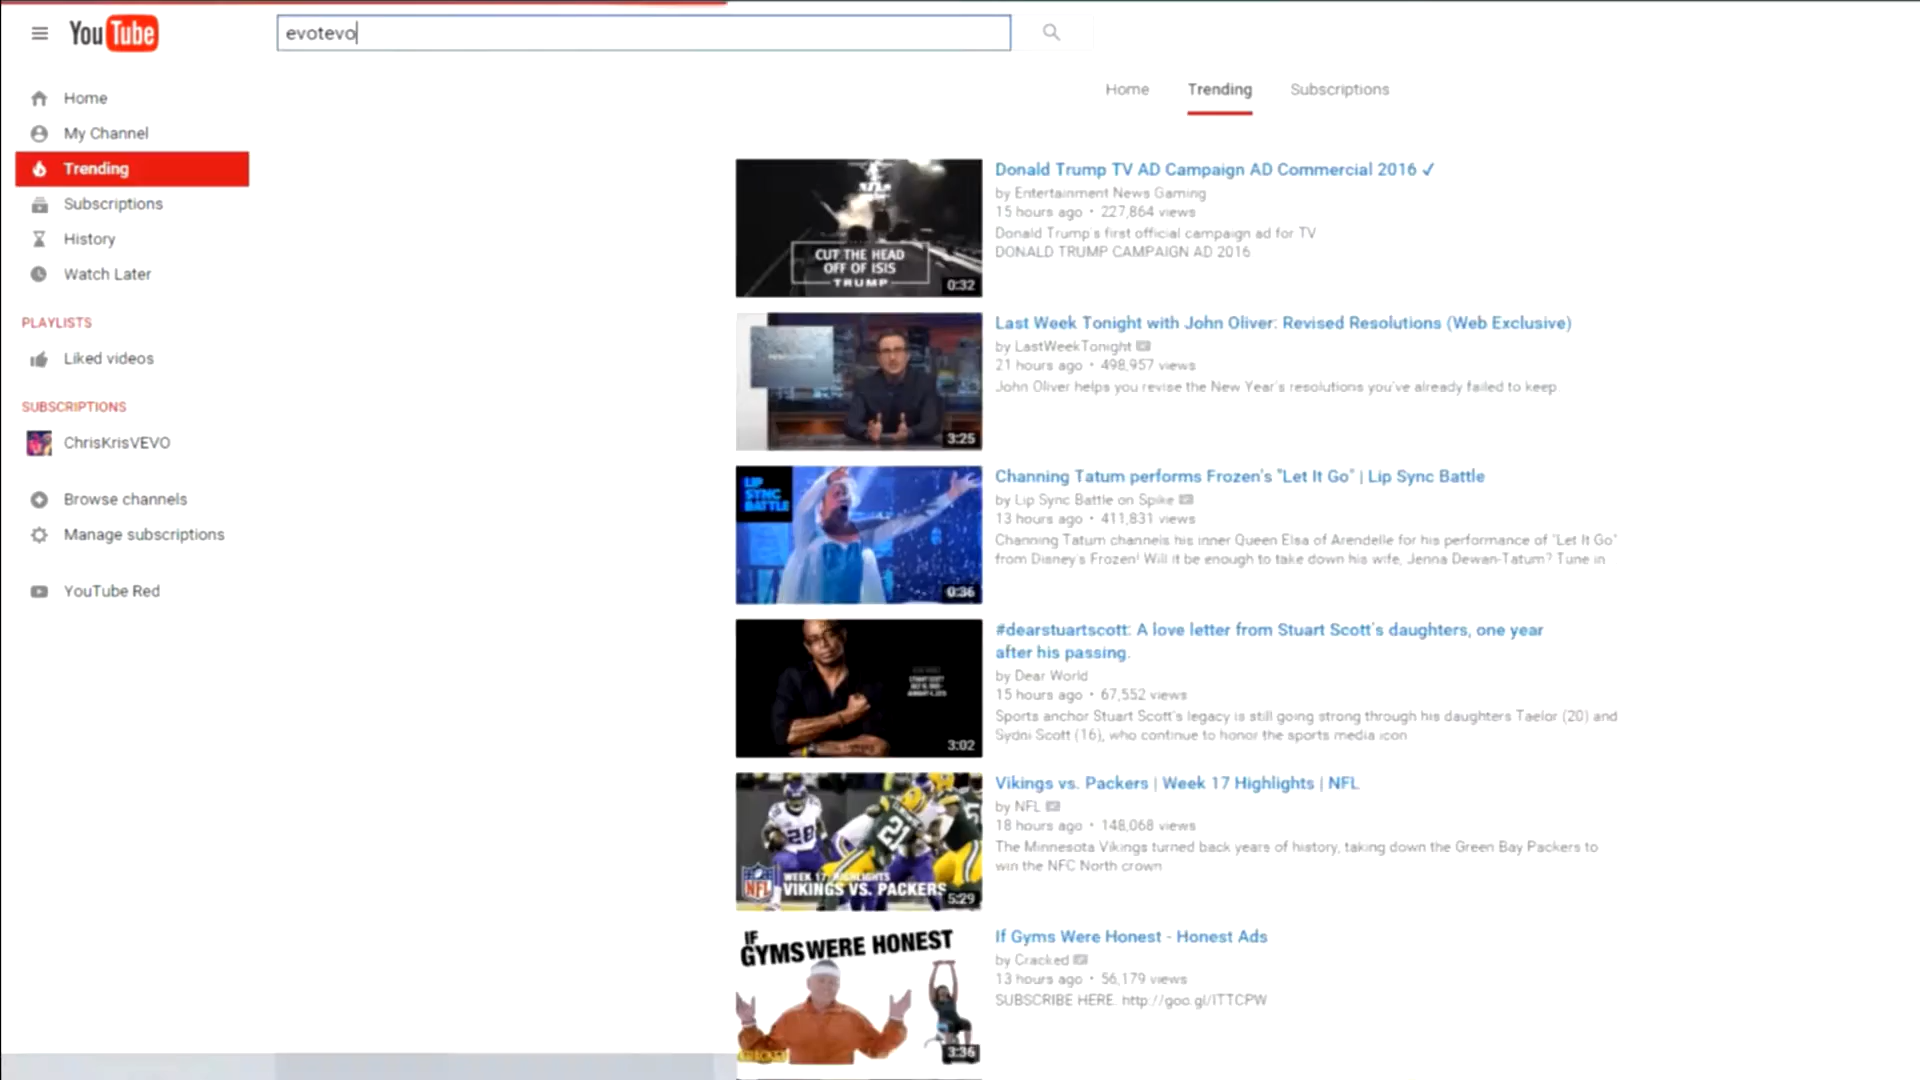 YouTube
evotevo
Home
My Channel
Trending
Subscriptions
History
Watch Later
PLAYLISTS
Liked videos
SUBSCRIPTIONS
ChrisKrisVEVO
Browse channels
Manage subscriptions
YouTube Red
Home Trending Subscriptions
CUT THE HEAD
OFF OF ISIS
TRUMP
0:32
Donald Trump TV AD Campaign AD Commercial 2016 ✓
by Entertainment News Gaming
15 hours ago • 227,864 views
Donald Trump's first official campaign ad for TV
DONALD TRUMP CAMPAIGN AD 2016
3:25
Last Week Tonight with John Oliver: Revised Resolutions (Web Exclusive)
by LastWeekTonight
21 hours ago • 498,957 views
John Oliver helps you revise the New Year's resolutions you've already failed to keep.
LIP
SYNC
BATTLE
0:36
Channing Tatum performs Frozen's "Let It Go" | Lip Sync Battle
by Lip Sync Battle on Spike
13 hours ago • 411,831 views
Channing Tatum channels his inner Queen Elsa of Arendelle for his performance of "Let It Go"
from Disney's Frozen! Will it be enough to take down his wife, Jenna Dewan-Tatum? Tune in
3:02
#dearstuartscott: A love letter from Stuart Scott's daughters, one year
after his passing.
by Dear World
15 hours ago • 67,552 views
Sports anchor Stuart Scott's legacy is still going strong through his daughters Taelor (20) and
Sydni Scott (16), who continue to honor the sports media icon
28
21
NFL
WEEK 17 HIGHLIGHTS
VIKINGS VS. PACKERS
5:29
Vikings vs. Packers | Week 17 Highlights | NFL
by NFL
18 hours ago • 148,068 views
The Minnesota Vikings turned back years of history, taking down the Green Bay Packers to
win the NFC North crown
IF
GYMS WERE HONEST
3:36
If Gyms Were Honest - Honest Ads
by Cracked
13 hours ago • 56,179 views
SUBSCRIBE HERE: http://goo.gl/ITTCPW